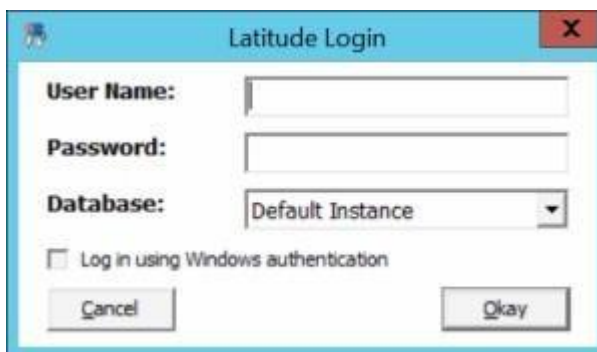 Latitude Login
X
User Name:
Password:
Database:
Default Instance
Log in using Windows authentication
Cancel
Okay